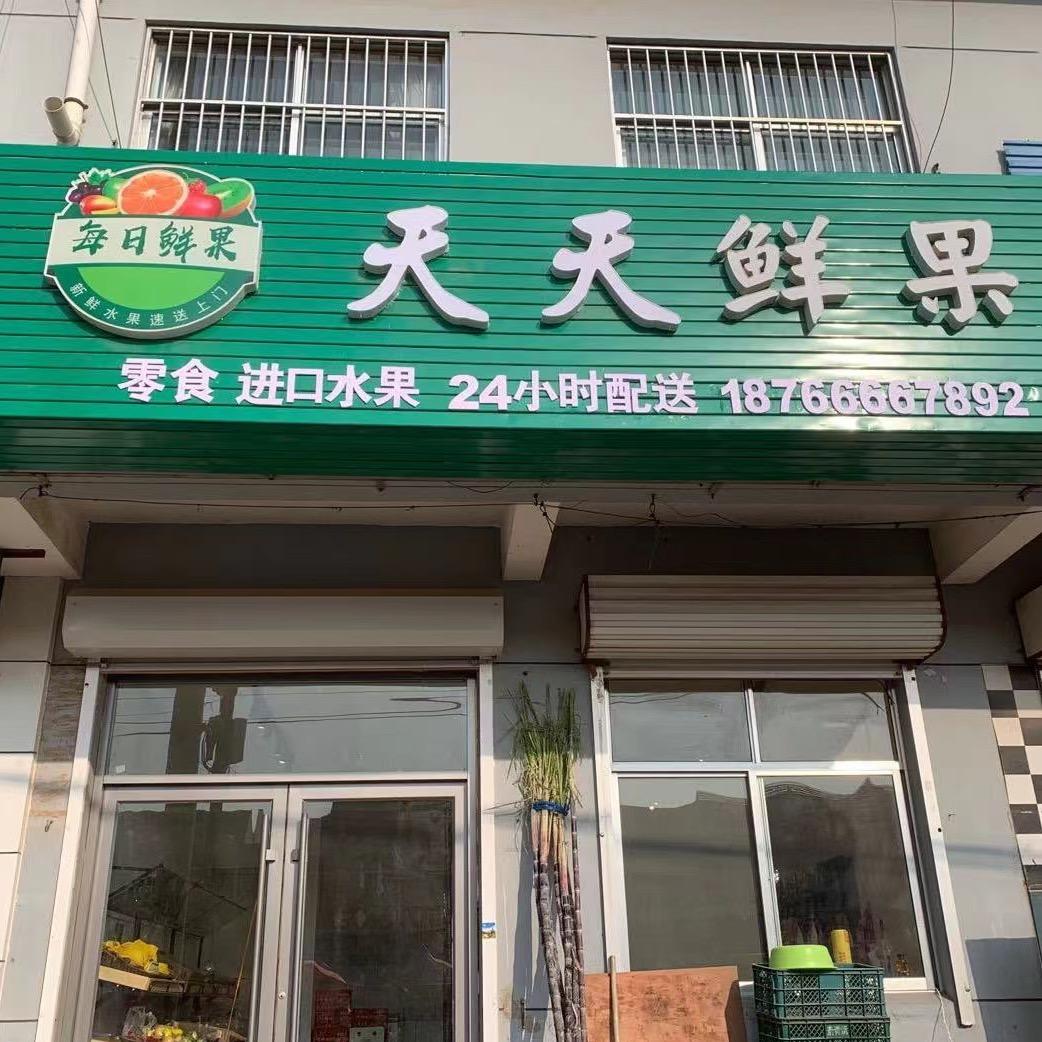 每日鲜果
新鲜水果速送上门
天天鲜果
零食 进口水果 24小时配送 18766667892